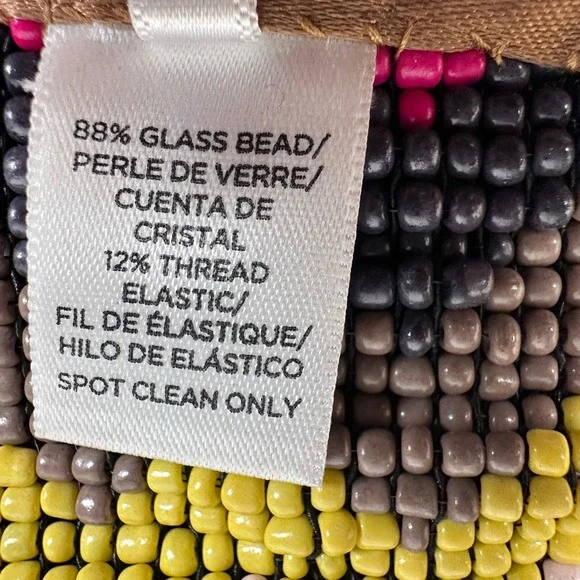 88% GLASS BEAD/
PERLE DE VERRE/
CUENTA DE
CRISTAL
12% THREAD
ELASTIC/
FIL DE ÉLASTIQUE/
HILO DE ELÁSTICO
SPOT CLEAN ONLY